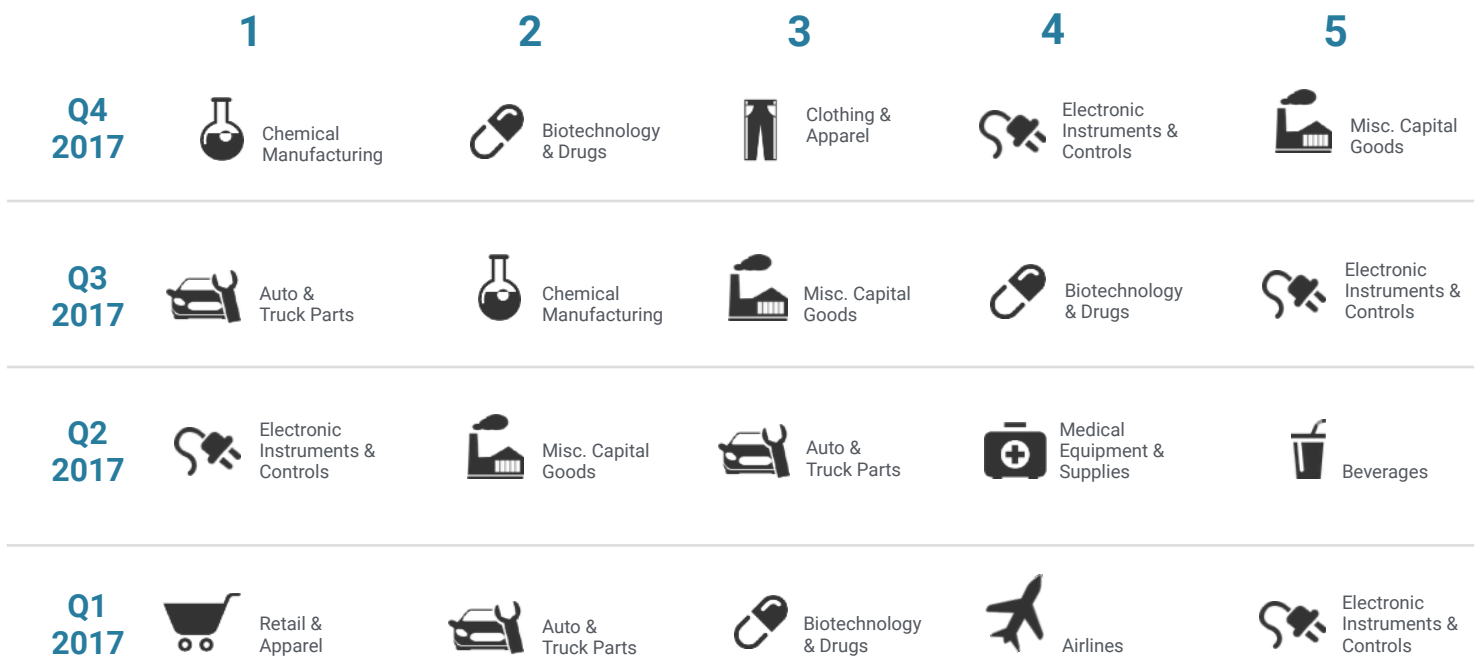 1 2 3 4 5
Q4
2017
Chemical
Manufacturing
Biotechnology
& Drugs
Clothing &
Apparel
Electronic
Instruments &
Controls
Misc. Capital
Goods
Q3
2017
Auto &
Truck Parts
Chemical
Manufacturing
Misc. Capital
Goods
Biotechnology
& Drugs
Electronic
Instruments &
Controls
Q2
2017
Electronic
Instruments &
Controls
Misc. Capital
Goods
Auto &
Truck Parts
Medical
Equipment &
Supplies
Beverages
Q1
2017
Retail &
Apparel
Auto &
Truck Parts
Biotechnology
& Drugs
Airlines
Electronic
Instruments &
Controls